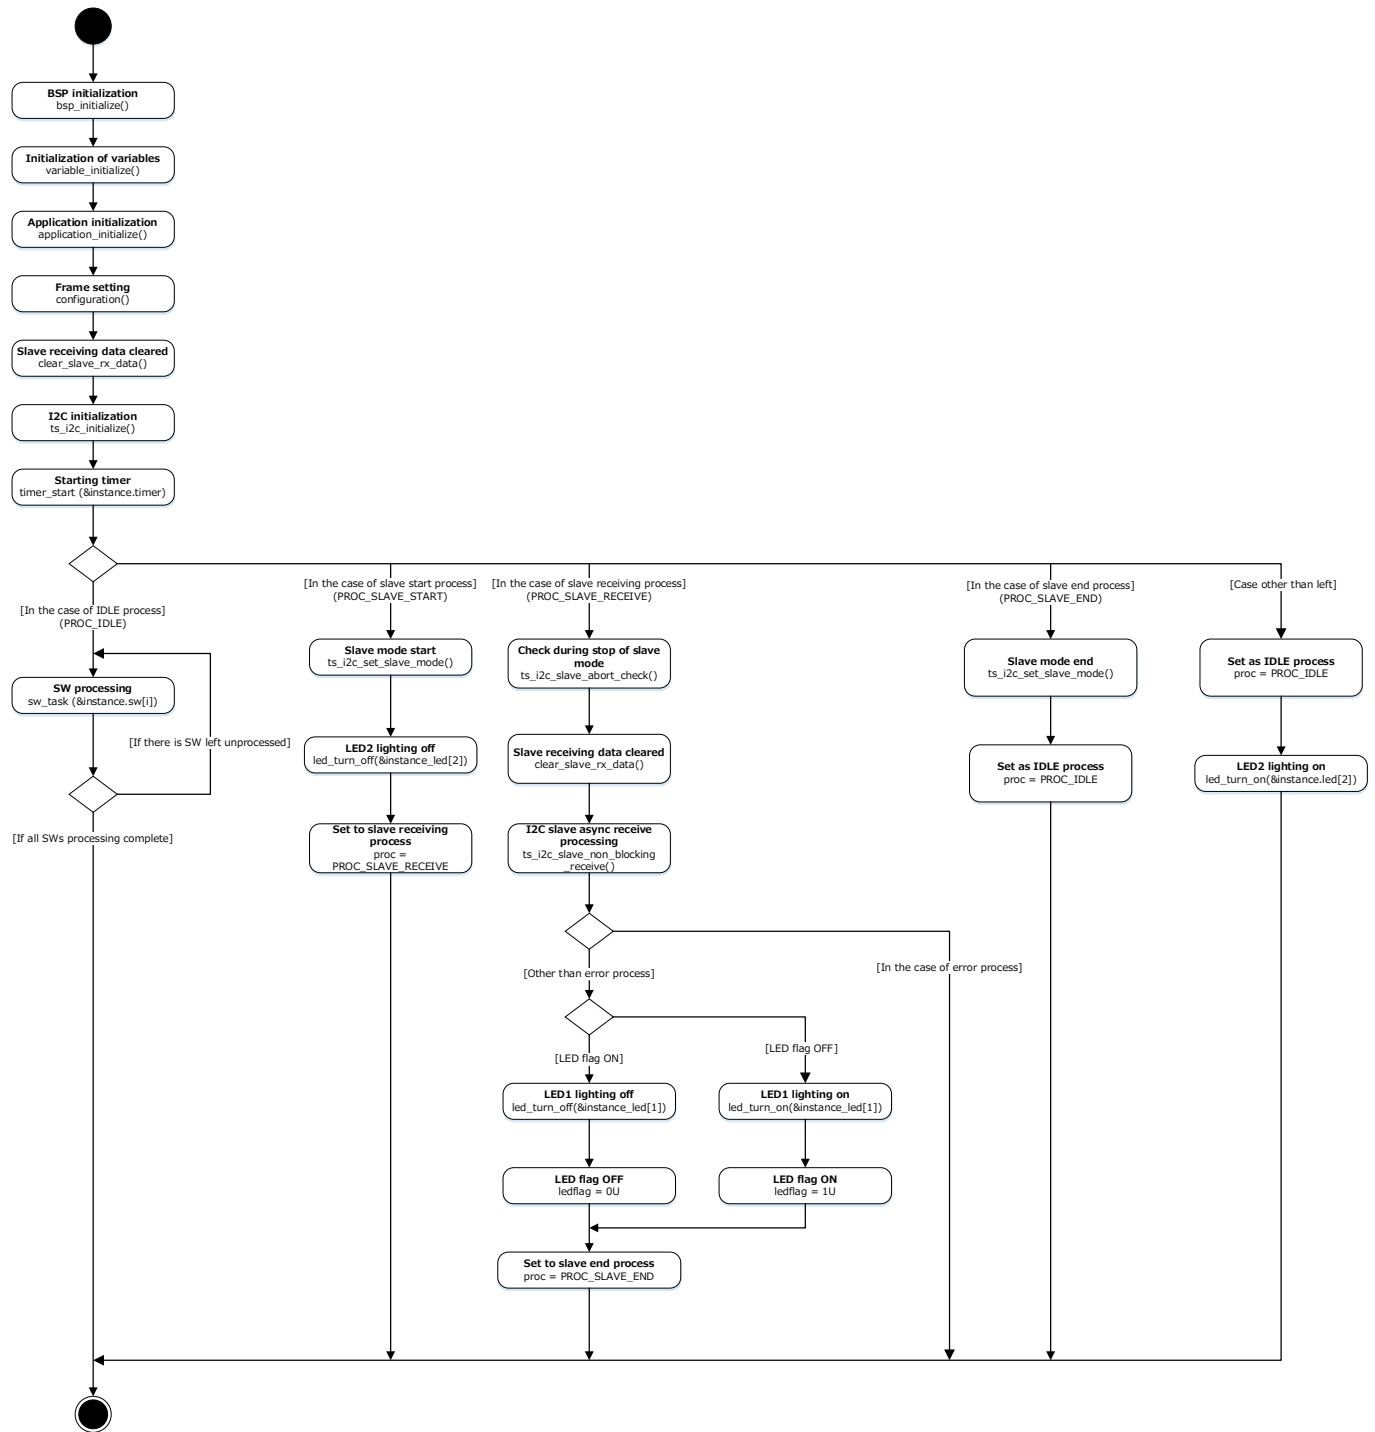 BSP initialization
bsp_initialize()
Initialization of variables
variable_initialize()
Application initialization
application_initialize()
Frame setting
configuration()
Slave receiving data cleared
clear_slave_rx_data()
I2C initialization
ts_i2c_initialize()
Starting timer
timer_start (&instance.timer)
[In the case of IDLE process]
(PROC_IDLE)
SW processing
sw_task (&instance.sw[i])
[If there is SW left unprocessed]
[If all SWs processing complete]
[In the case of slave start process]
(PROC_SLAVE_START)
Slave mode start
ts_i2c_set_slave_mode()
LED2 lighting off
led_turn_off(&instance_led[2])
Set to slave receiving
process
proc =
PROC_SLAVE_RECEIVE
[In the case of slave receiving process]
(PROC_SLAVE_RECEIVE)
Check during stop of slave
mode
ts_i2c_slave_abort_check()
Slave receiving data cleared
clear_slave_rx_data()
I2C slave async receive
processing
ts_i2c_slave_non_blocking
_receive()
[Other than error process]
[In the case of error process]
[LED flag ON]
[LED flag OFF]
LED1 lighting off
led_turn_off(&instance_led[1])
LED1 lighting on
led_turn_on(&instance_led[1])
LED flag OFF
ledflag = 0U
LED flag ON
ledflag = 1U
Set to slave end process
proc = PROC_SLAVE_END
[In the case of slave end process]
(PROC_SLAVE_END)
Slave mode end
ts_i2c_set_slave_mode()
Set as IDLE process
proc = PROC_IDLE
[Case other than left]
Set as IDLE process
proc = PROC_IDLE
LED2 lighting on
led_turn_on(&instance.led[2])